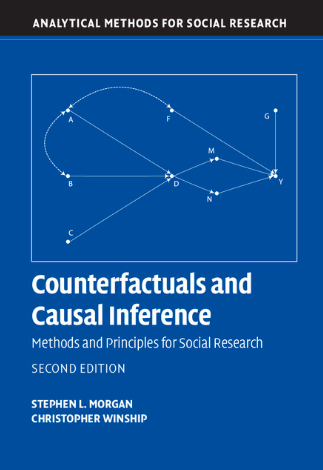 ANALYTICAL METHODS FOR SOCIAL RESEARCH
A
F
G
M
B
D
Y
N
C
Counterfactuals and
Causal Inference
Methods and Principles for Social Research
SECOND EDITION
STEPHEN L. MORGAN
CHRISTOPHER WINSHIP